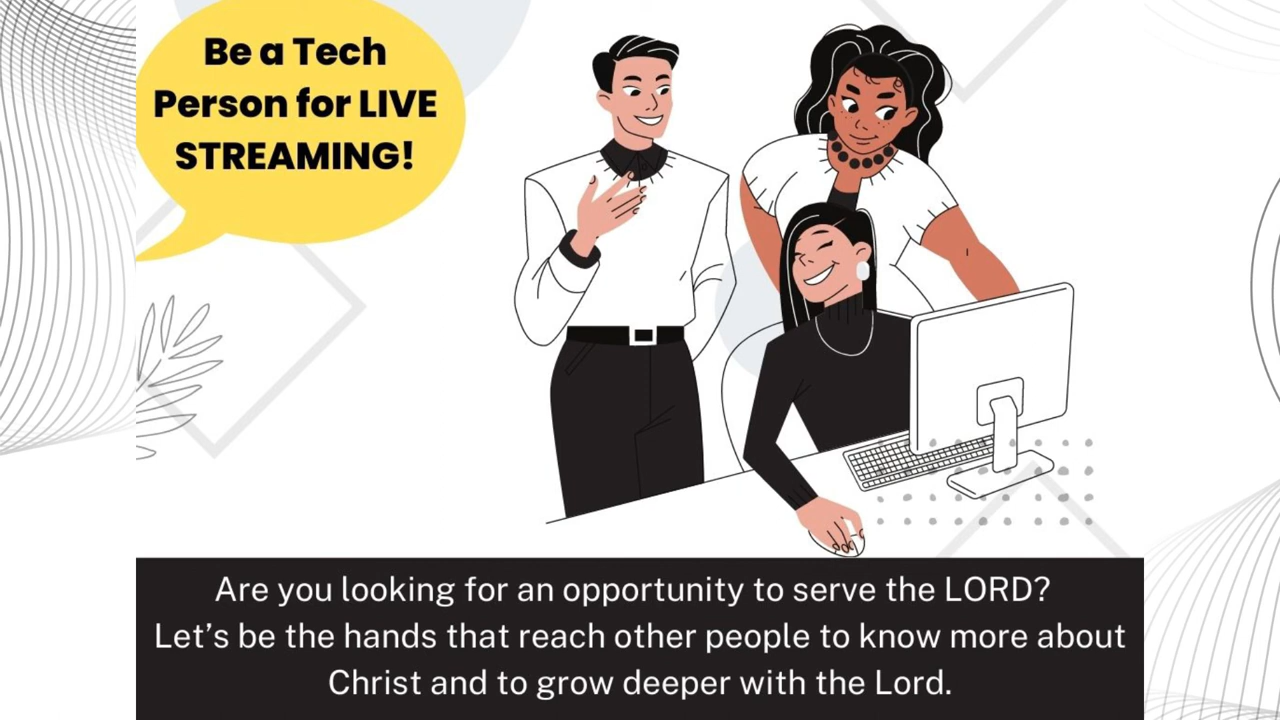 Be a Tech
Person for LIVE
STREAMING!
Are you looking for an opportunity to serve the LORD?
Let’s be the hands that reach other people to know more about
Christ and to grow deeper with the Lord.